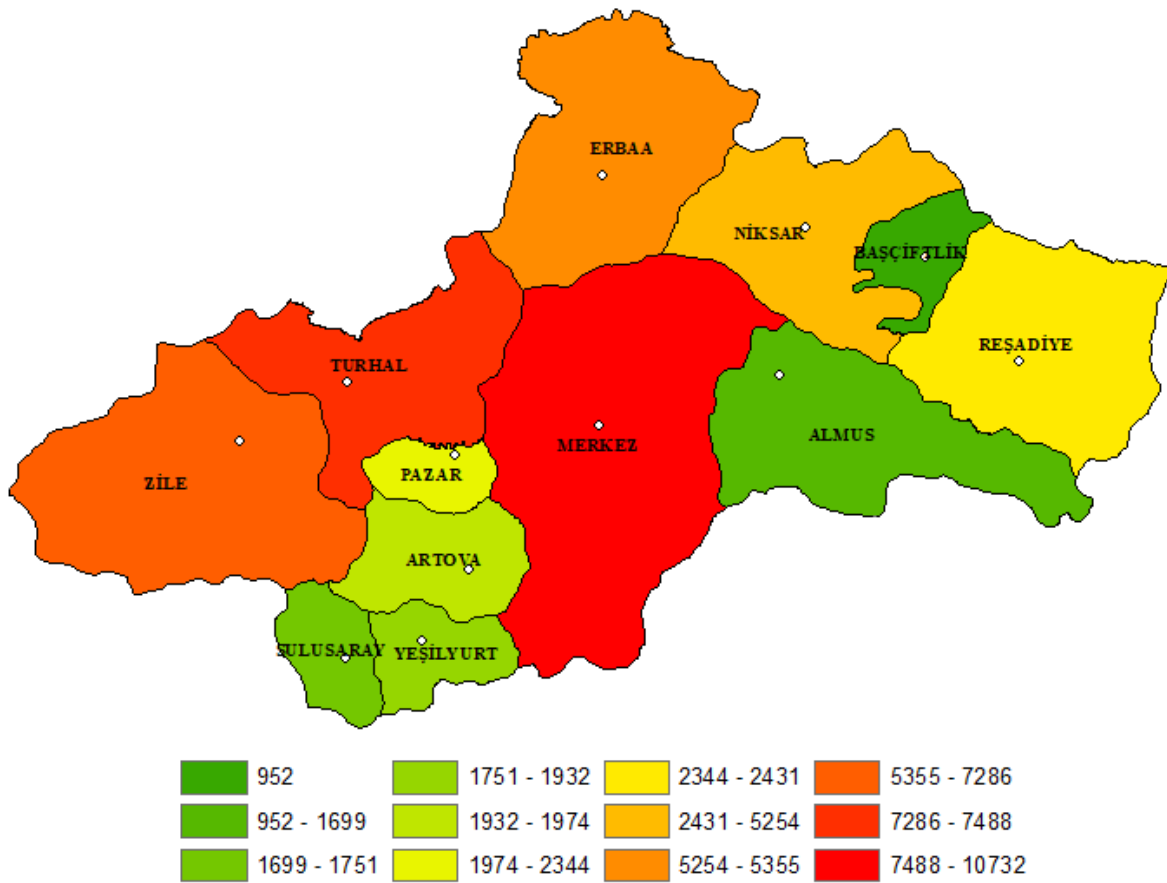 ERBAA
NİKSAR
BAŞÇİFTLİK
REŞADİYE
TURHAL
ALMUS
MERKEZ
PAZAR
ZİLE
ARTOVA
SULUSARAY
YEŞİLYURT
952
952 - 1699
1699 - 1751
1751 - 1932
1932 - 1974
1974 - 2344
2344 - 2431
2431 - 5254
5254 - 5355
5355 - 7286
7286 - 7488
7488 - 10732